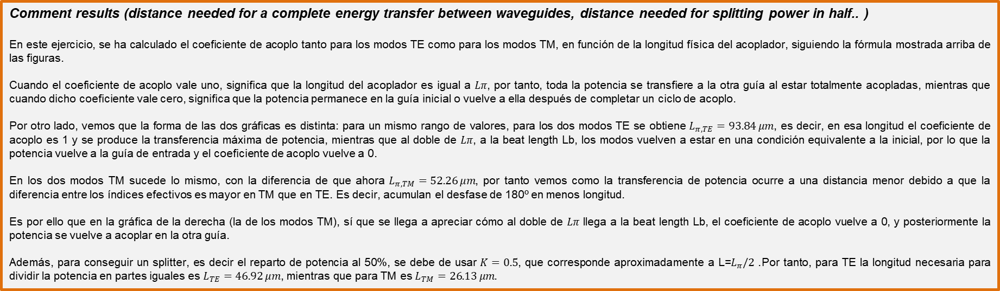 Comment results (distance needed for a complete energy transfer between waveguides, distance needed for splitting power in half.. )
En este ejercicio, se ha calculado el coeficiente de acoplo tanto para los modos TE como para los modos TM, en función de la longitud física del acoplador, siguiendo la fórmula mostrada arriba de
las figuras.
Cuando el coeficiente de acoplo vale uno, significa que la longitud del acoplador es igual a 𝐿𝜋, por tanto, toda la potencia se transfiere a la otra guía al estar totalmente acopladas, mientras que
cuando dicho coeficiente vale cero, significa que la potencia permanece en la guía inicial o vuelve a ella después de completar un ciclo de acoplo.
Por otro lado, vemos que la forma de las dos gráficas es distinta: para un mismo rango de valores, para los dos modos TE se obtiene 𝐿_{𝜋,𝑇𝐸} = 93.84 𝜇𝑚, es decir, en esa longitud el coeficiente de
acoplo es 1 y se produce la transferencia máxima de potencia, mientras que al doble de 𝐿𝜋, a la beat length Lb, los modos vuelven a estar en una condición equivalente a la inicial, por lo que la
potencia vuelve a la guía de entrada y el coeficiente de acoplo vuelve a 0.
En los dos modos TM sucede lo mismo, con la diferencia de que ahora 𝐿_{𝜋,𝑇𝑀} = 52.26 𝜇𝑚, por tanto vemos como la transferencia de potencia ocurre a una distancia menor debido a que la
diferencia entre los índices efectivos es mayor en TM que en TE. Es decir, acumulan el desfase de 180º en menos longitud.
Es por ello que en la gráfica de la derecha (la de los modos TM), sí que se llega a apreciar cómo al doble de 𝐿𝜋 llega a la beat length Lb, el coeficiente de acoplo vuelve a 0, y posteriormente la
potencia se vuelve a acoplar en la otra guía.
Además, para conseguir un splitter, es decir el reparto de potencia al 50%, se debe de usar 𝐾 = 0.5, que corresponde aproximadamente a L=𝐿_𝜋/2 .Por tanto, para TE la longitud necesaria para
dividir la potencia en partes iguales es 𝐿_{𝑇𝐸} = 46.92 𝜇𝑚, mientras que para TM es 𝐿_{𝑇𝑀} = 26.13 𝜇𝑚.